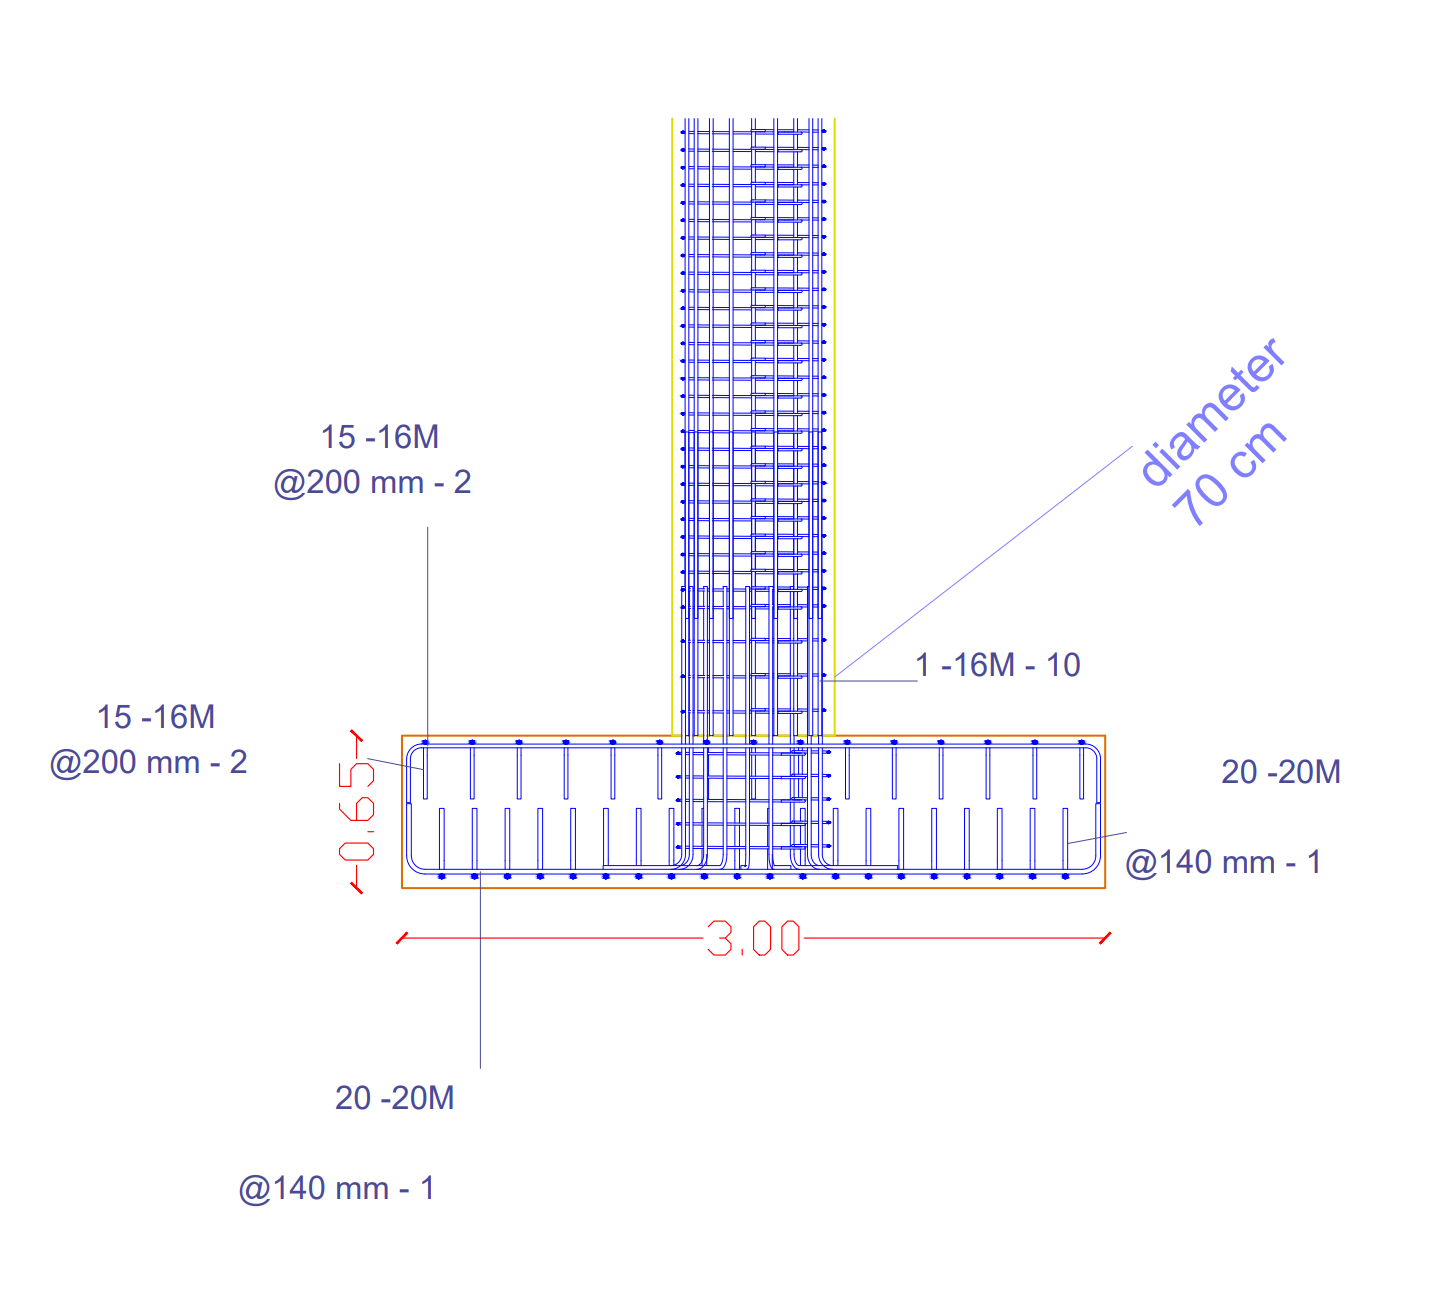 diameter
70 cm
15 -16M
@200 mm - 2
1 -16M - 10
15 -16M
@200 mm - 2
0.65
20 -20M
@140 mm - 1
3.00
20 -20M
@140 mm - 1